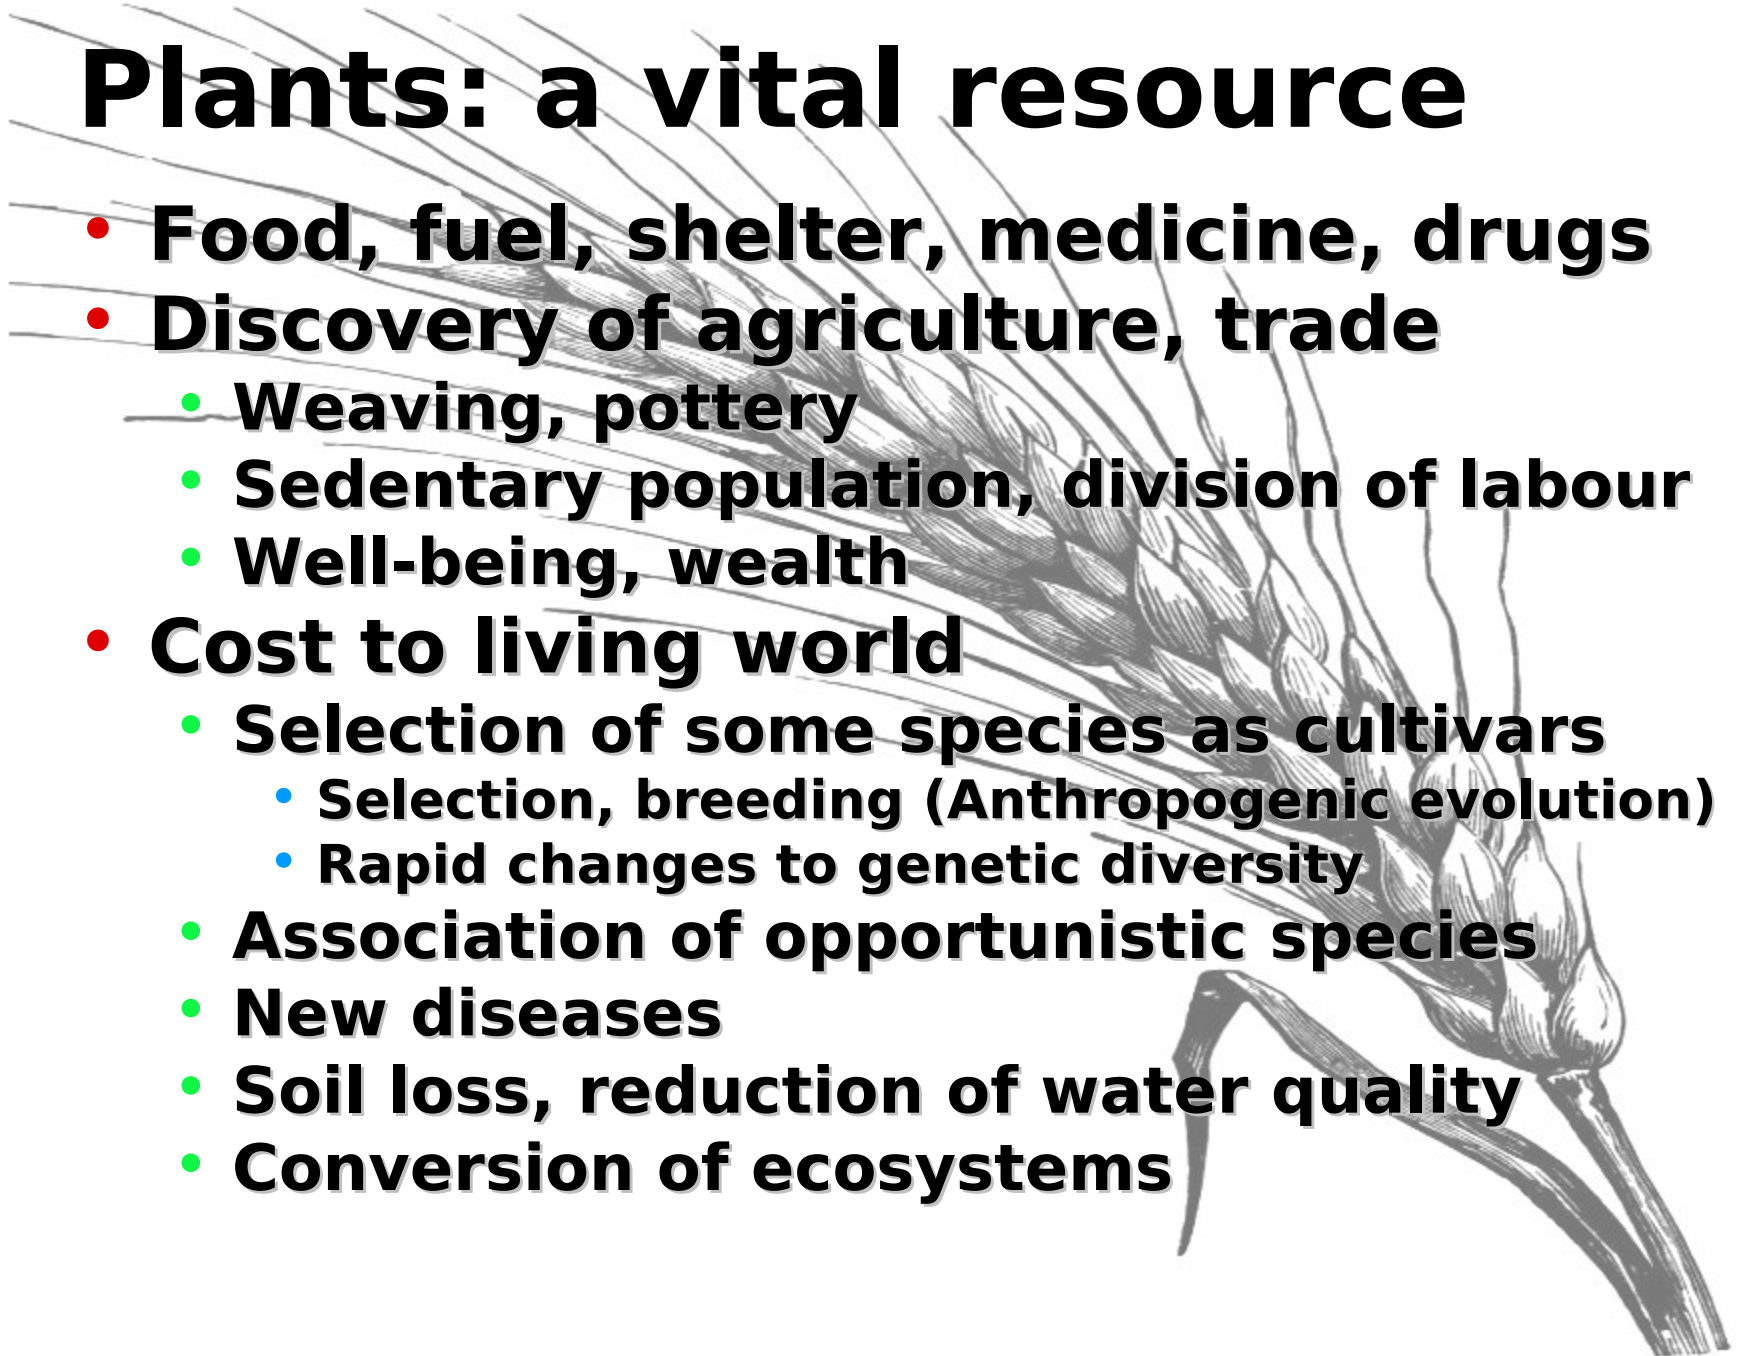 Plants: a vital resource
• Food, fuel, shelter, medicine, drugs
• Discovery of agriculture, trade
• Weaving, pottery
• Sedentary population, division of labour
• Well-being, wealth
• Cost to living world
• Selection of some species as cultivars
• Selection, breeding (Anthropogenic evolution)
• Rapid changes to genetic diversity
• Association of opportunistic species
• New diseases
• Soil loss, reduction of water quality
• Conversion of ecosystems